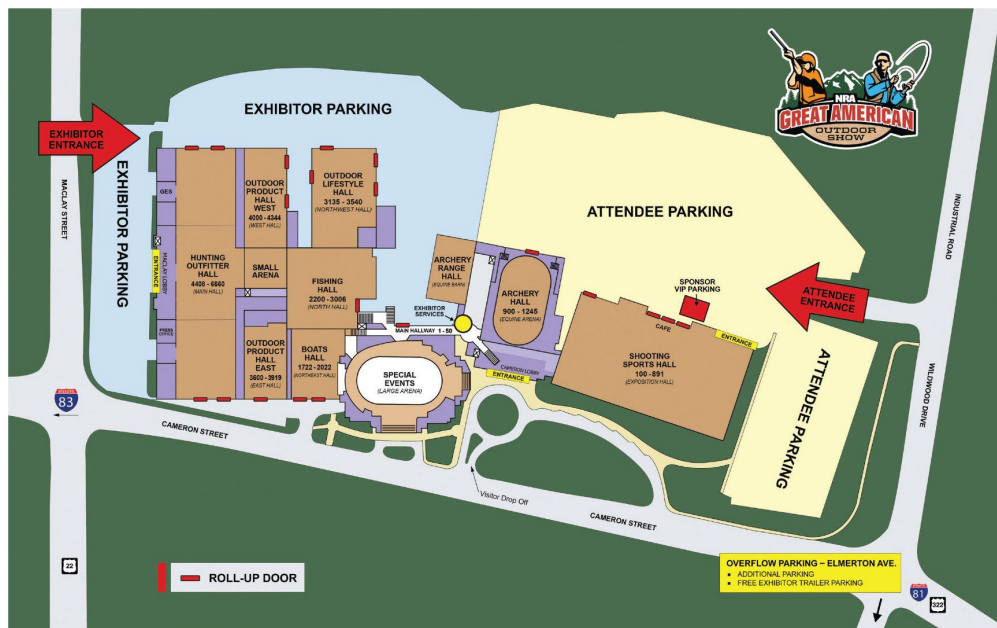 NRA
GREAT AMERICAN
OUTDOOR
SHOW
EXHIBITOR PARKING
EXHIBITOR
ENTRANCE
EXHIBITOR PARKING
MACLAY STREET
GES
OUTDOOR
PRODUCT
HALL
WEST
4000 - 4344
(WEST HALL)
OUTDOOR
LIFESTYLE
HALL
3135 - 3540
(NORTHWEST HALL)
ATTENDEE PARKING
INDUSTRIAL ROAD
ENTRANCE
MACLAY LOBBY
HUNTING
OUTFITTER
HALL
4408 - 6660
(MAIN HALL)
SMALL
ARENA
FISHING
HALL
2200 - 3006
(NORTH HALL)
ARCHERY
RANGE
HALL
(EQUINE BARN)
ARCHERY
HALL
900 - 1245
(EQUINE ARENA)
SPONSOR
VIP PARKING
ATTENDEE
ENTRANCE
EXHIBITOR
SERVICES
PRESS
OFFICE
MAIN HALLWAY 1 - 50
CAFE
ENTRANCE
OUTDOOR
PRODUCT
HALL
EAST
3600 - 3919
(EAST HALL)
BOATS
HALL
1722 - 2022
(NORTHEAST HALL)
SPECIAL
EVENTS
(LARGE ARENA)
CAMERON LOBBY
ENTRANCE
SHOOTING
SPORTS HALL
100 - 891
(EXPOSITION HALL)
ATTENDEE PARKING
WILDWOOD DRIVE
83
CAMERON STREET
Visitor Drop Off
CAMERON STREET
22
ROLL-UP DOOR
OVERFLOW PARKING – ELMERTON AVE.
▪ ADDITIONAL PARKING
▪ FREE EXHIBITOR TRAILER PARKING
81
322